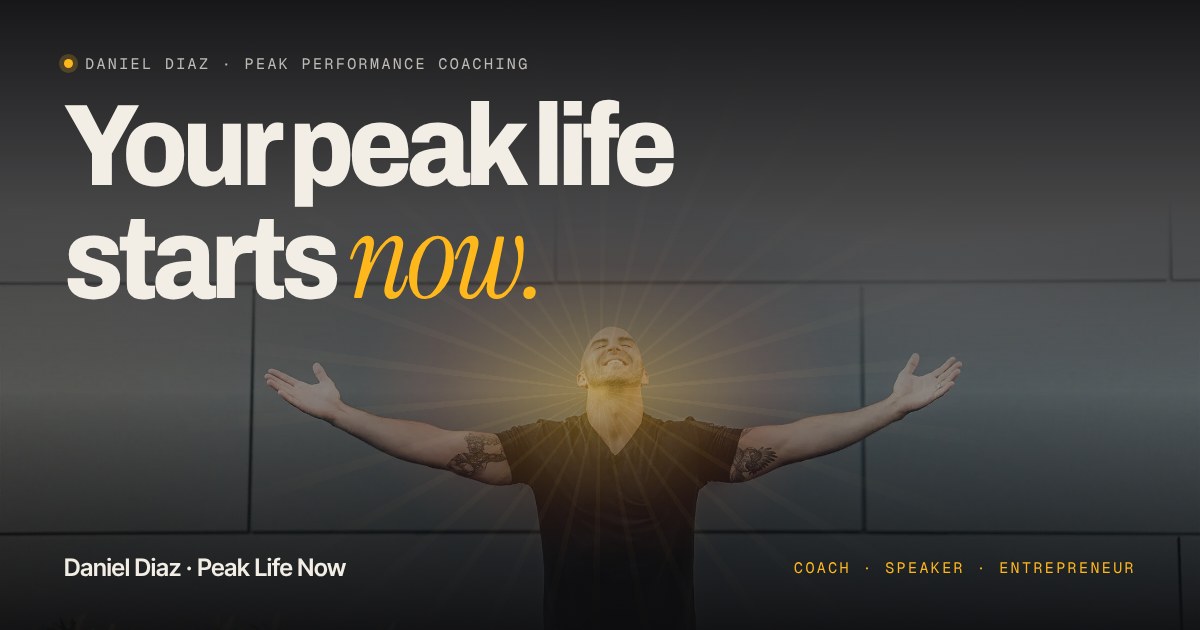 DANIEL DIAZ · PEAK PERFORMANCE COACHING
Your peak life
starts now.
Daniel Diaz · Peak Life Now
COACH · SPEAKER · ENTREPRENEUR